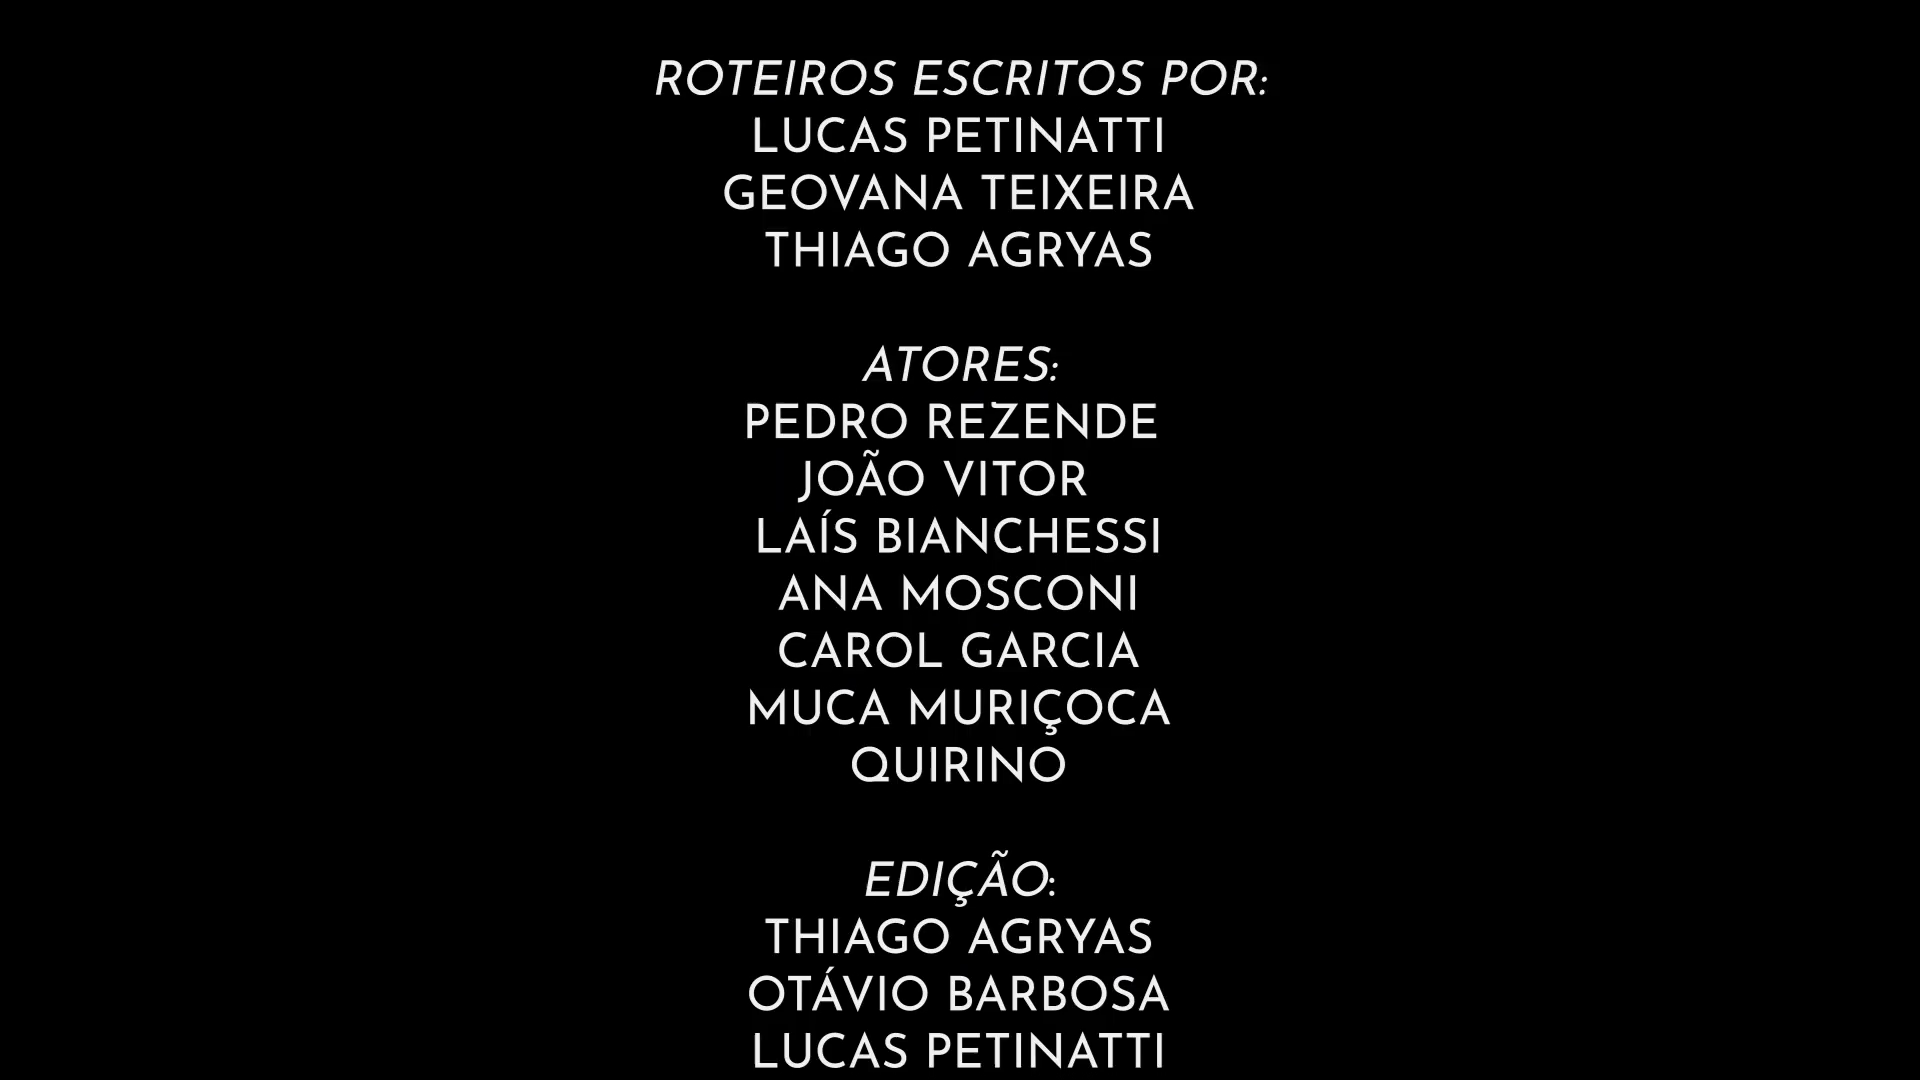 ROTEIROS ESCRITOS POR:
LUCAS PETINATTI
GEOVANA TEIXEIRA
THIAGO AGRYAS
ATORES:
PEDRO REZENDE
JOÃO VITOR
LAÍS BIANCHESSI
ANA MOSCONI
CAROL GARCIA
MUCA MURIÇOCA
QUIRINO
EDIÇÃO:
THIAGO AGRYAS
OTÁVIO BARBOSA
LUCAS PETINATTI